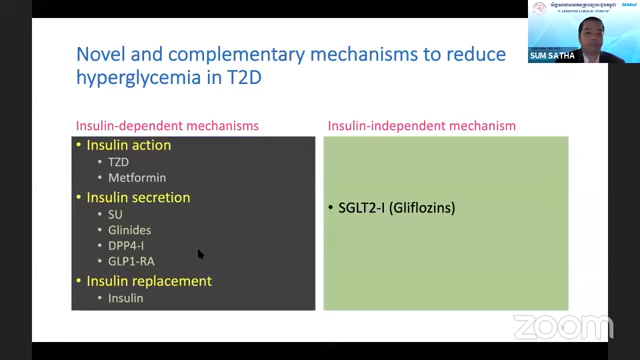 Novel and complementary mechanisms to reduce
hyperglycemia in T2D
Insulin-dependent mechanisms
• Insulin action
• TZD
• Metformin
• Insulin secretion
• SU
• Glinides
• DPP4-I
• GLP1-RA
• Insulin replacement
• Insulin
Insulin-independent mechanism
• SGLT2-I (Gliflozins)
SUM SATHA
zoom